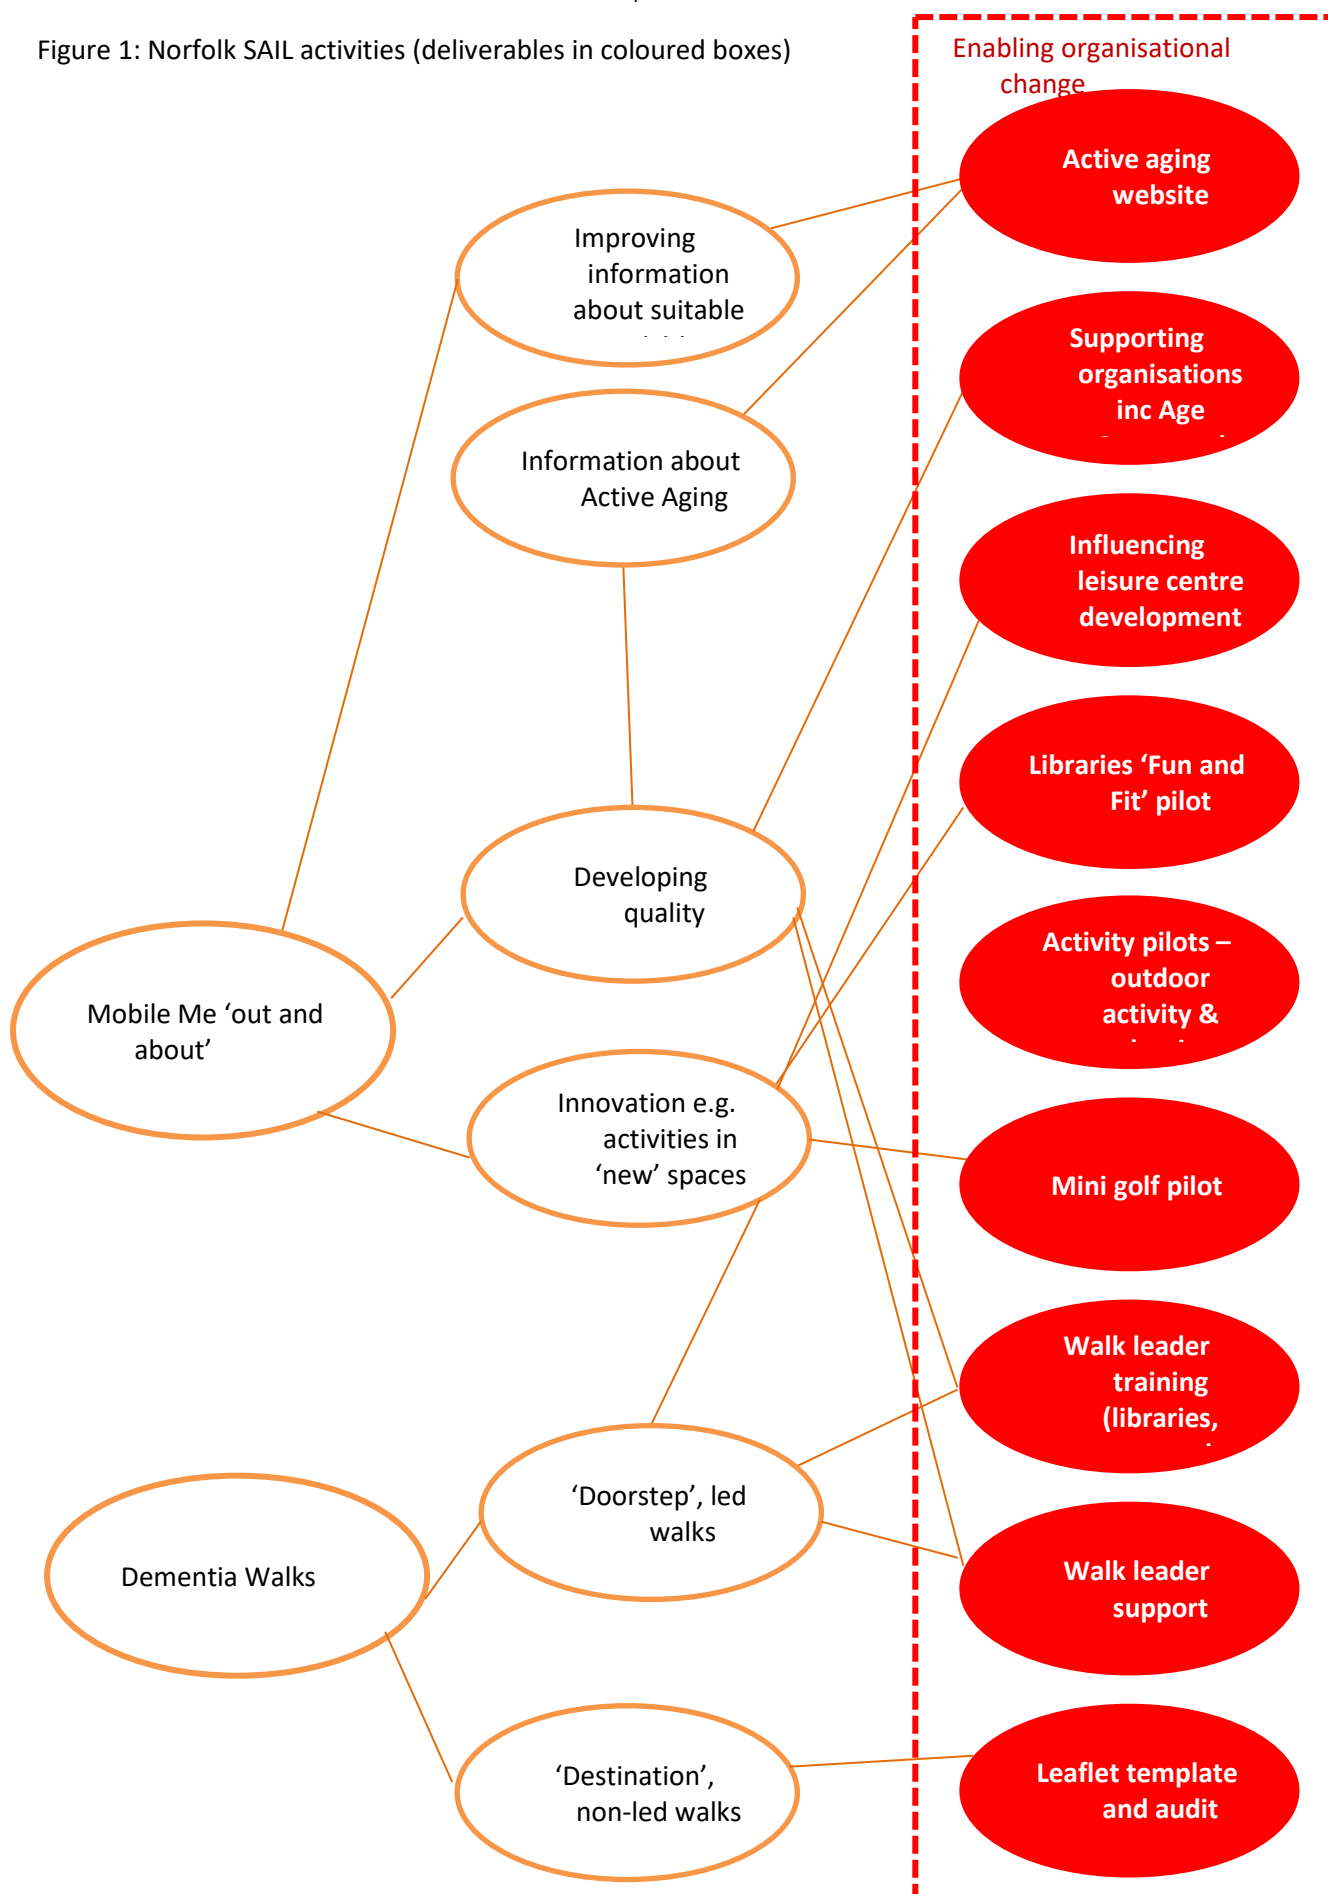 Figure 1: Norfolk SAIL activities (deliverables in coloured boxes)
Enabling organisational
change
Active aging
website
Improving
information
about suitable
Supporting
organisations
inc Age
Information about
Active Aging
Influencing
leisure centre
development
Libraries ‘Fun and
Fit’ pilot
Developing
quality
Activity pilots –
outdoor
activity &
Mobile Me ‘out and
about’
Innovation e.g.
activities in
‘new’ spaces
Mini golf pilot
Walk leader
training
(libraries,
‘Doorstep’, led
walks
Dementia Walks
Walk leader
support
‘Destination’,
non-led walks
Leaflet template
and audit